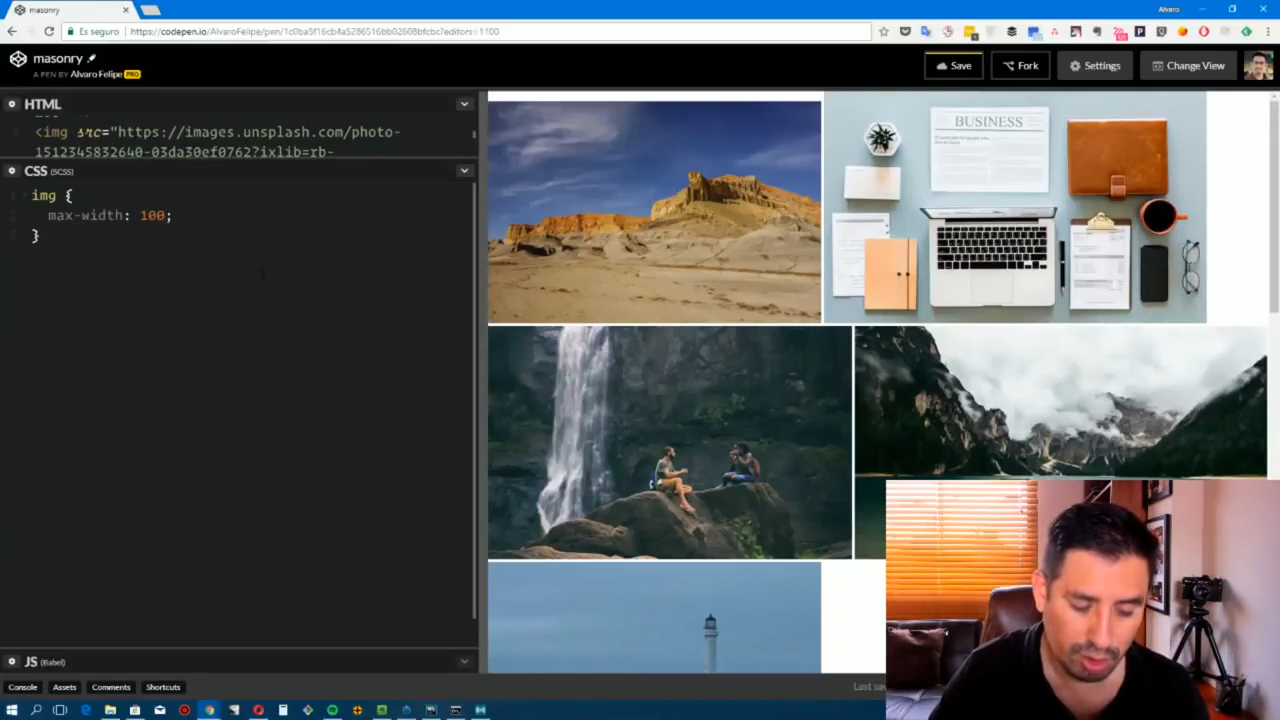 masonry
Es seguro
https://codepen.io/AlvaroFelipe/pen/1c0ba5f16cb4a5286516bb02608bfcbc?editors=1100
Alvaro
masonry
A PEN BY Alvaro Felipe PRO
Save
Fork
Settings
Change View
HTML
<img src="https://images.unsplash.com/photo-
1512345832640-03da30ef0762?ixlib=rb-
CSS (SCSS)
img {
max-width: 100;
}
BUSINESS
JS (Babel)
Console
Assets
Comments
Shortcuts